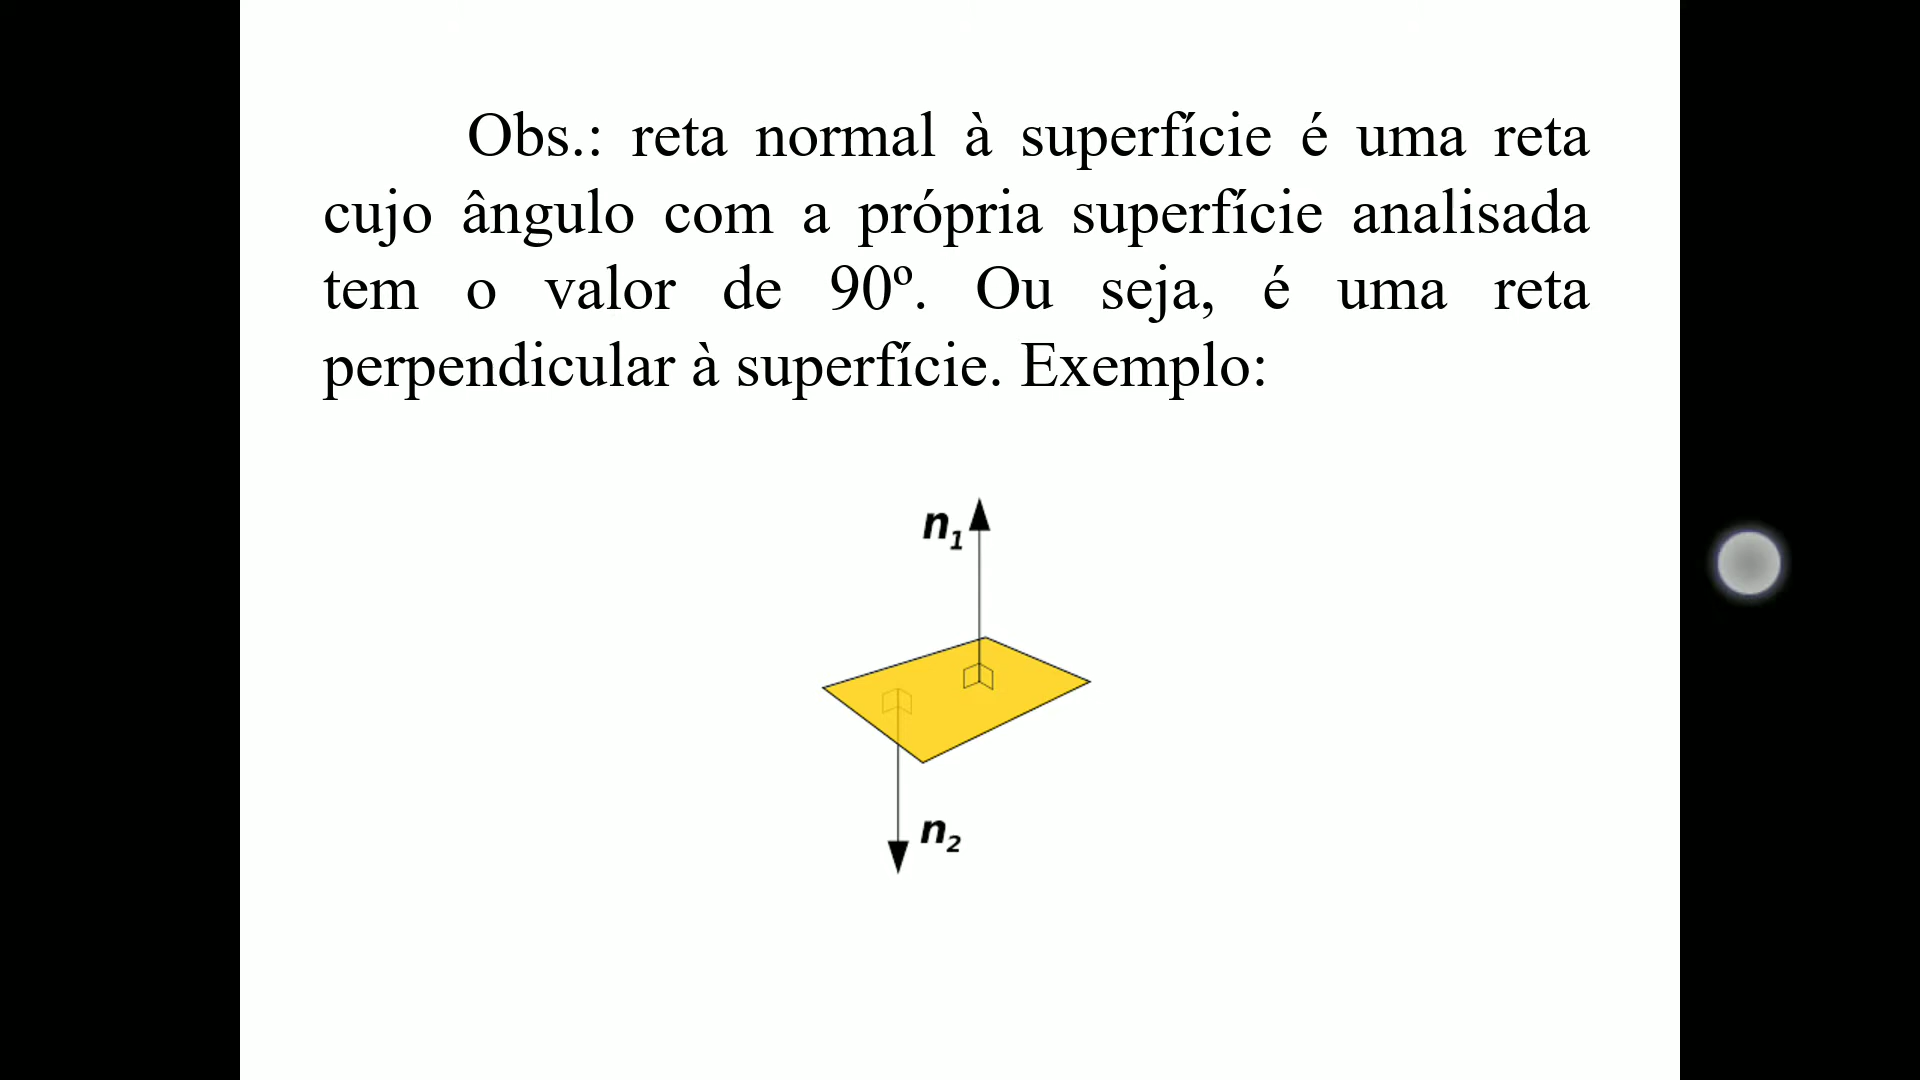 Obs.: reta normal à superfície é uma reta
cujo ângulo com a própria superfície analisada
tem o valor de 90º. Ou seja, é uma reta
perpendicular à superfície. Exemplo:
n1
n2